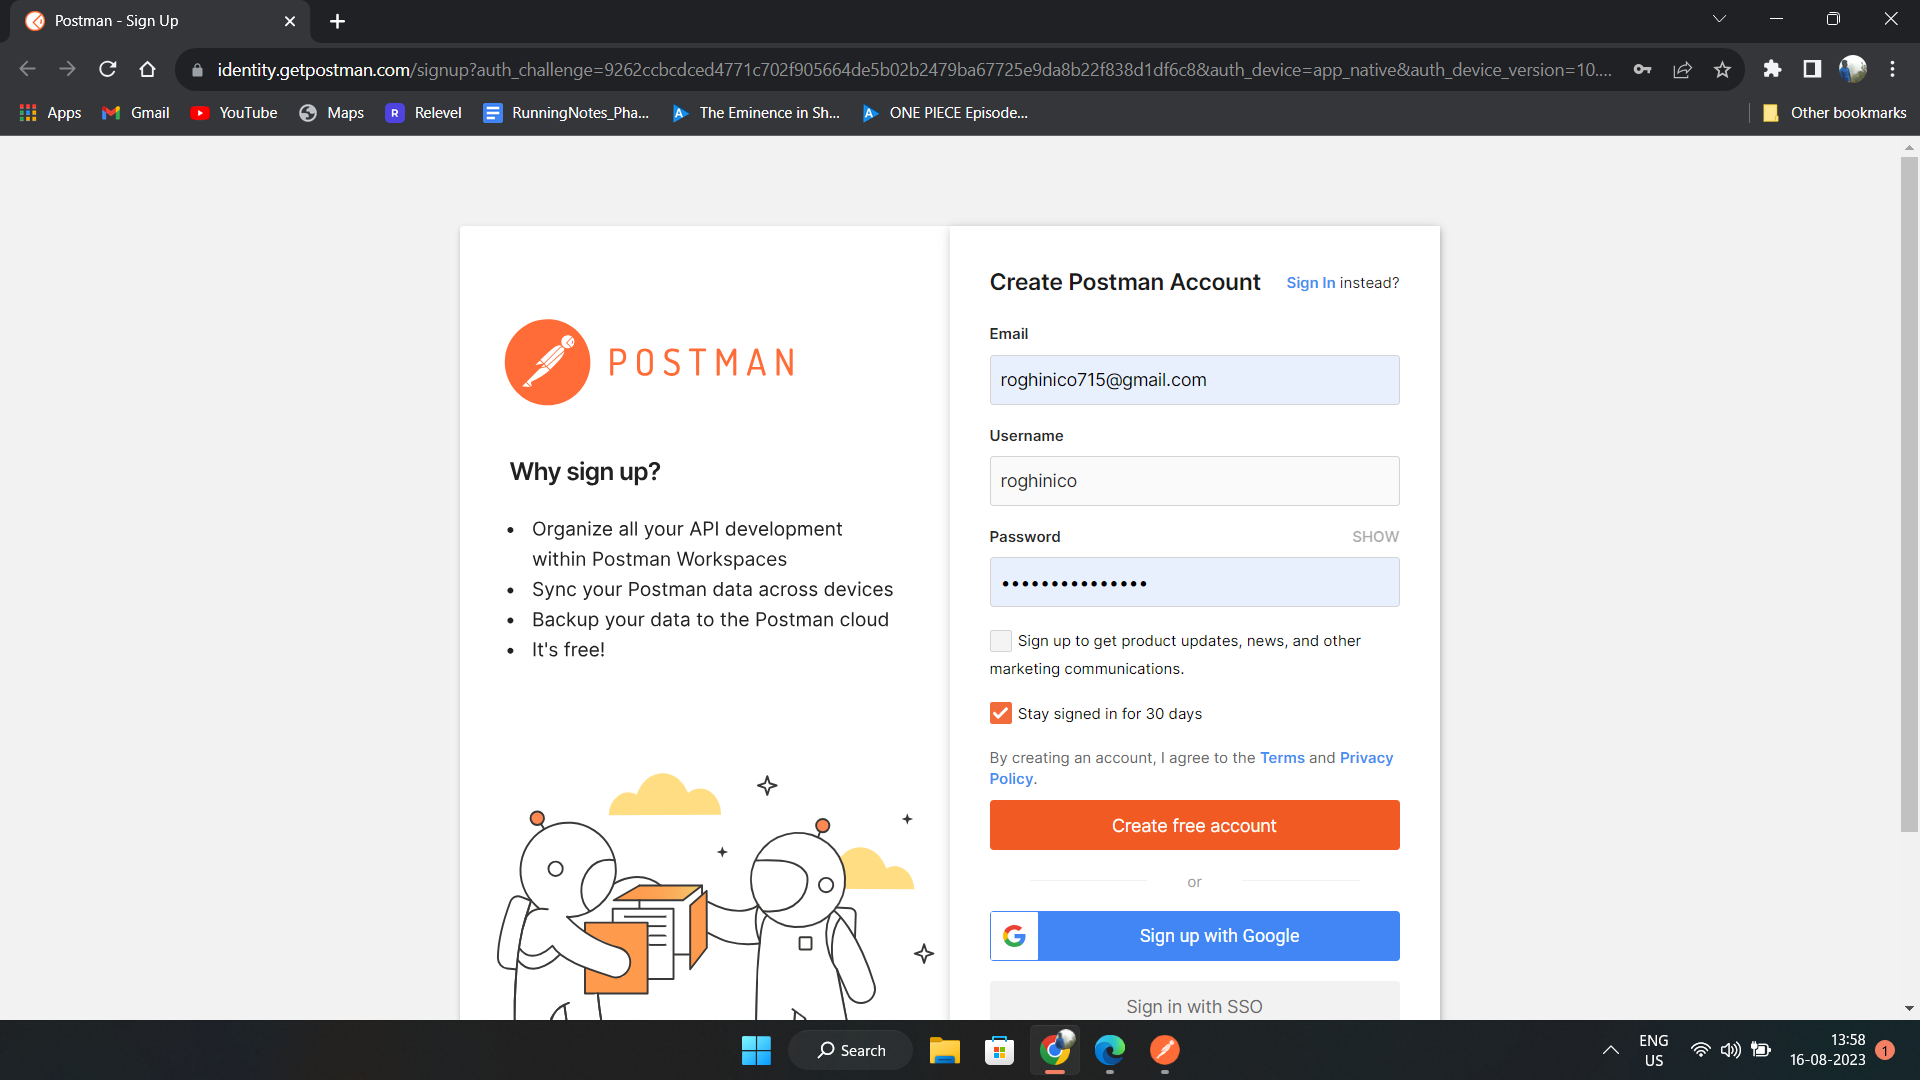 Postman - Sign Up
identity.getpostman.com/signup?auth_challenge=9262ccbcdced4771c702f905664de5b02b2479ba67725e9da8b22f838d1df6c8&auth_device=app_native&auth_device_version=10....
Apps
Gmail
YouTube
Maps
R
Relevel
RunningNotes_Pha...
The Eminence in Sh...
ONE PIECE Episode...
Other bookmarks
POSTMAN
Why sign up?
• Organize all your API development
within Postman Workspaces
• Sync your Postman data across devices
• Backup your data to the Postman cloud
• It's free!
Create Postman Account
Sign In instead?
Email
roghinico715@gmail.com
Username
roghinico
Password
SHOW
•••••••••••••••
Sign up to get product updates, news, and other
marketing communications.
Stay signed in for 30 days
By creating an account, I agree to the Terms and Privacy
Policy.
Create free account
or
Sign up with Google
Sign in with SSO
Search
ENG
US
13:58
16-08-2023
1